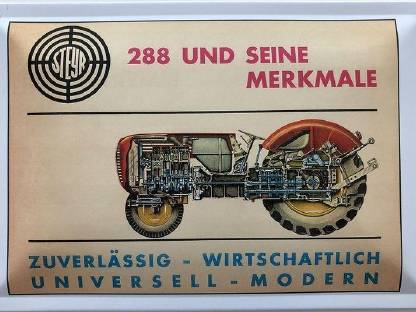 STEYR
288 UND SEINE
MERKMALE
ZUVERLÄSSIG - WIRTSCHAFTLICH
UNIVERSELL - MODERN